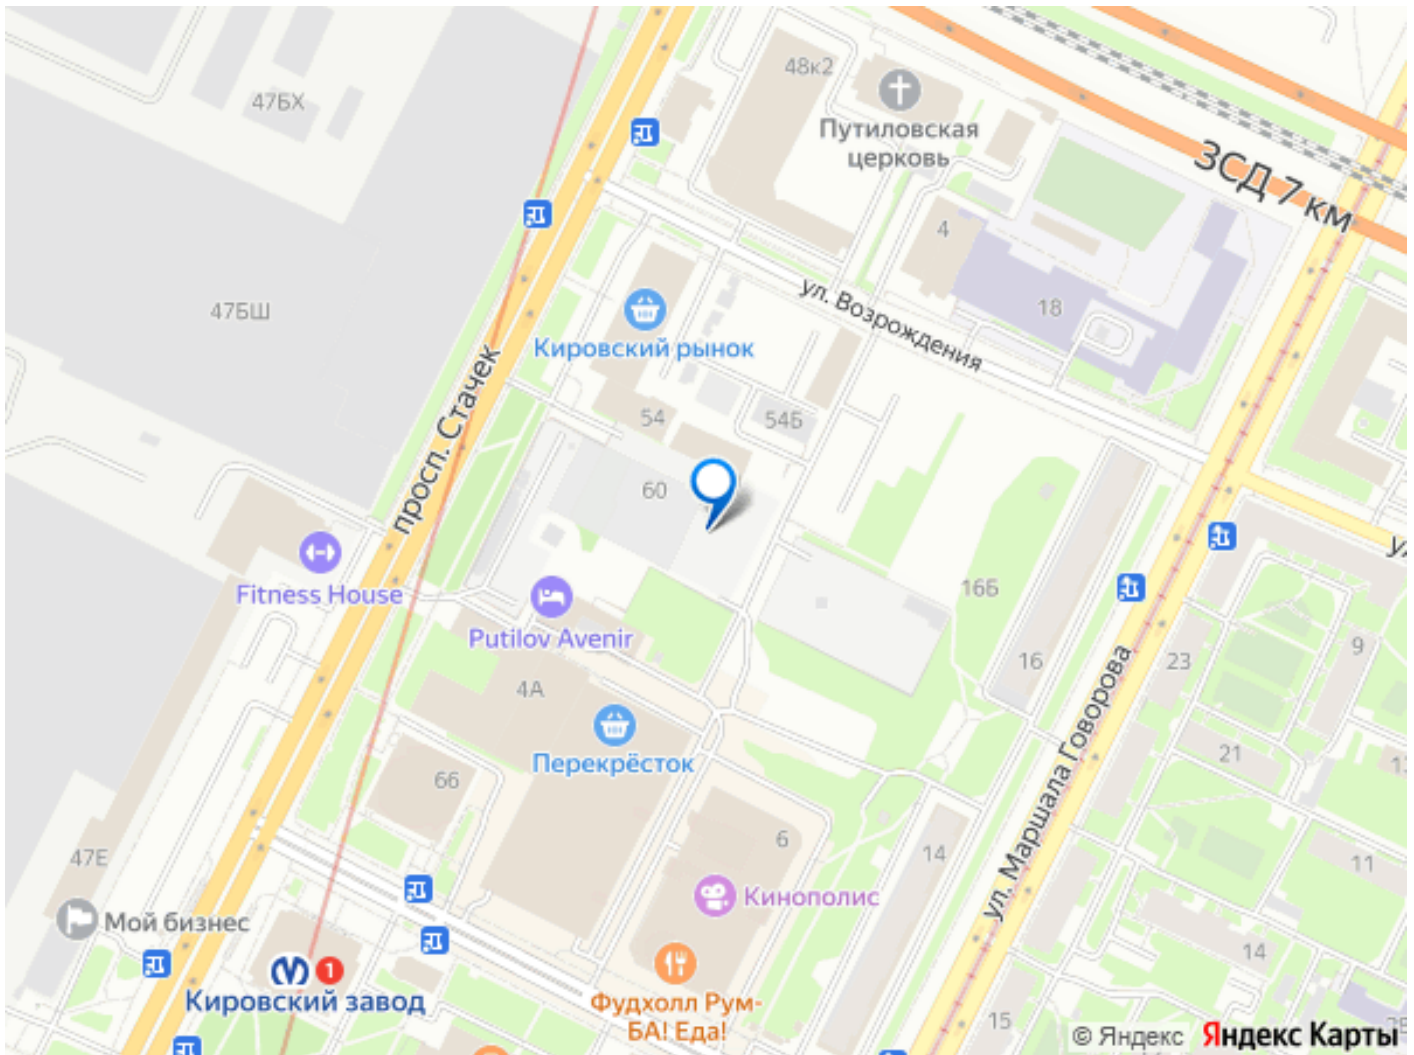 47БХ
48к2
Путиловская
церковь
ЗСД 7 км
4
18
47БШ
ул. Возрождения
Кировский рынок
просп. Стачек
54
54Б
60
Fitness House
Putilov Avenir
16Б
16
23
9
ул. Маршала Говорова
4А
Перекрёсток
21
66
6
14
11
47Е
Кинополис
Мой бизнес
14
1
Кировский завод
Фудхолл Рум-
БА! Еда!
15
© Яндекс
Яндекс Карты